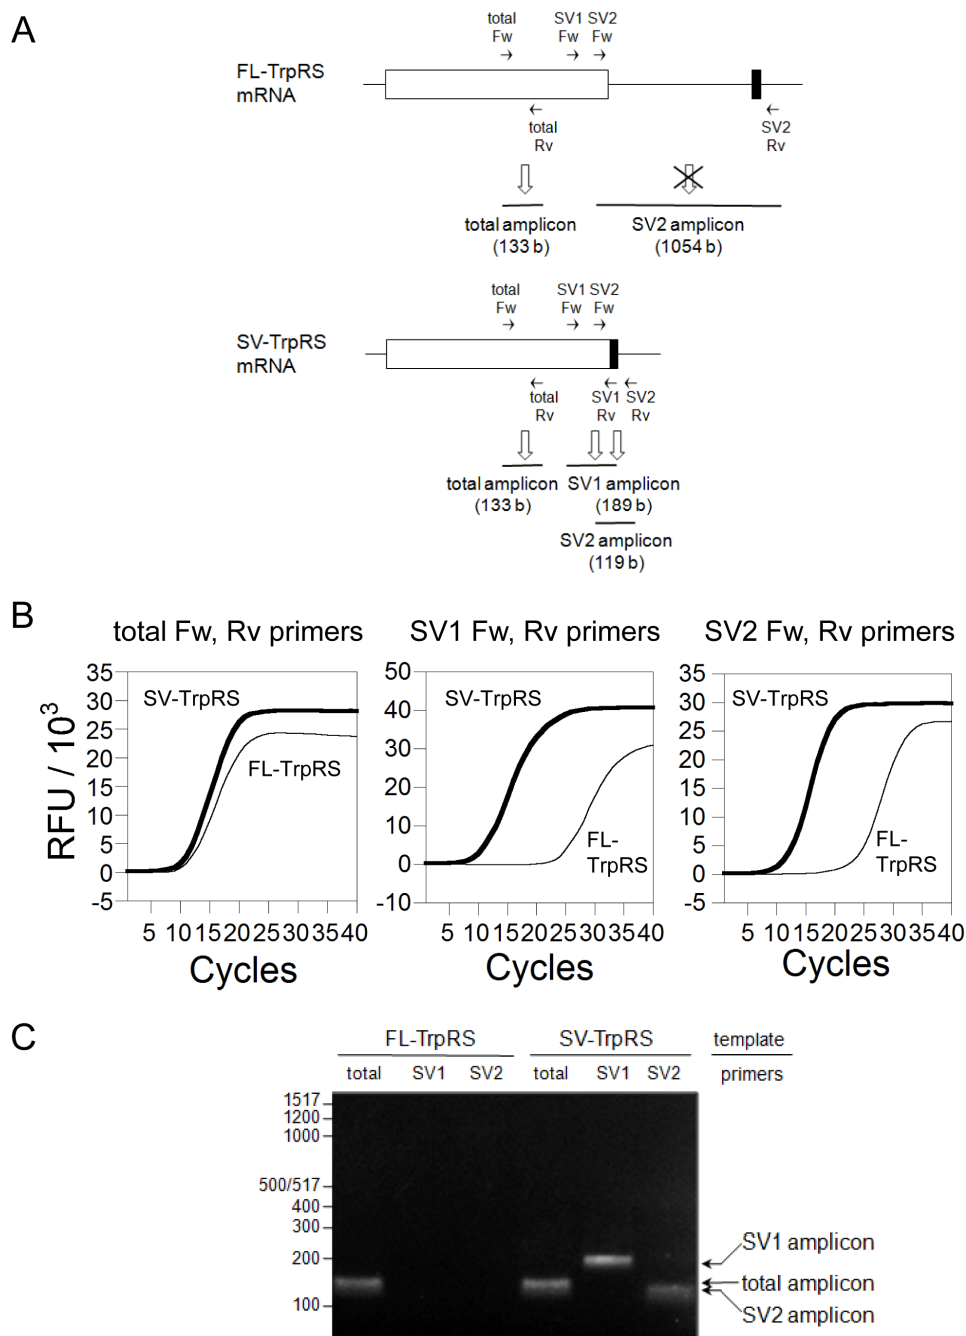 A
total SV1 SV2
Fw Fw Fw
FL-TrpRS
mRNA
total
Rv
SV2
Rv
total amplicon
(133 b)
SV2 amplicon
(1054 b)
total SV1 SV2
Fw Fw Fw
SV-TrpRS
mRNA
total
Rv
SV1 SV2
Rv Rv
total amplicon
(133 b)
SV1 amplicon
(189 b)
SV2 amplicon
(119 b)
B
total Fw, Rv primers
SV1 Fw, Rv primers
SV2 Fw, Rv primers
RFU / 10³
35
30
25
20
15
10
5
0
-5
SV-TrpRS
FL-TrpRS
5 10 15 20 25 30 35 40
Cycles
50
40
30
20
10
0
-10
SV-TrpRS
FL-
TrpRS
5 10 15 20 25 30 35 40
Cycles
35
30
25
20
15
10
5
0
-5
SV-TrpRS
FL-
TrpRS
5 10 15 20 25 30 35 40
Cycles
C
FL-TrpRS SV-TrpRS template
total SV1 SV2 total SV1 SV2 primers
1517
1200
1000
500/517
400
300
200
100
SV1 amplicon
total amplicon
SV2 amplicon